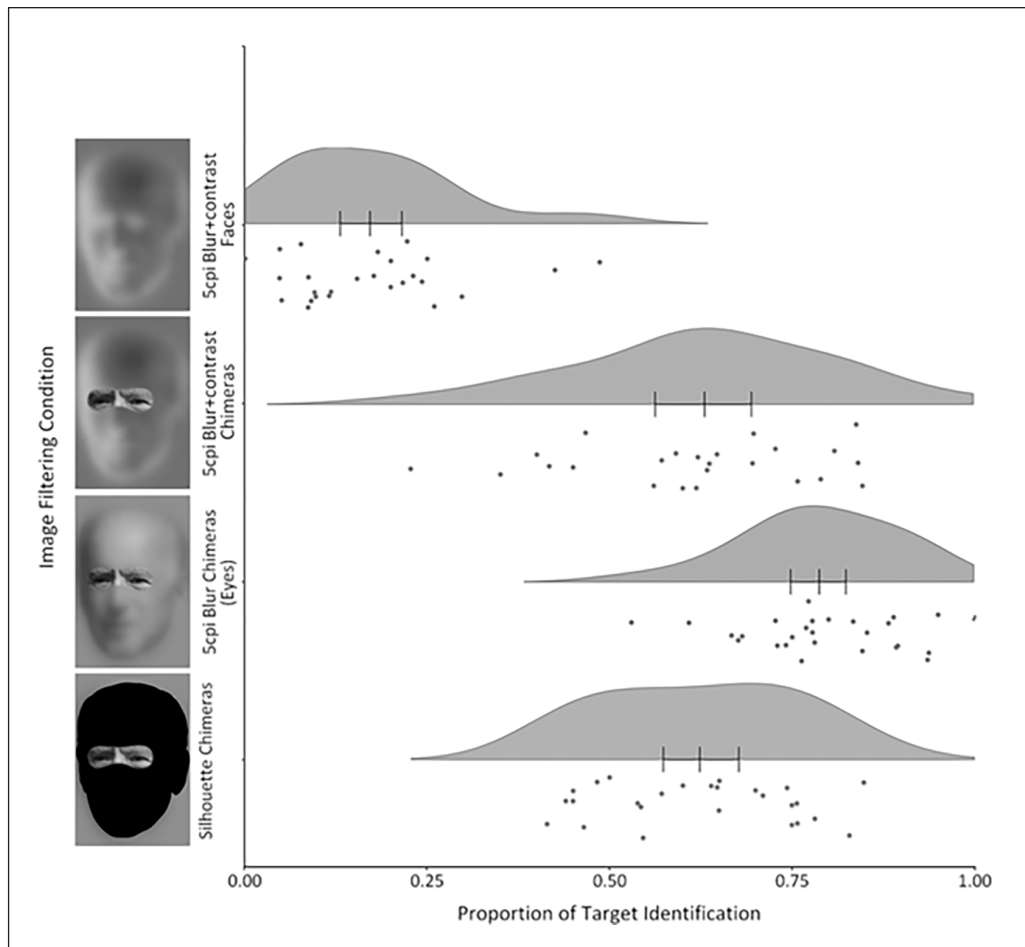 Image Filtering Condition
5cpi Blur+contrast
Faces
5cpi Blur+contrast
Chimeras
5cpi Blur Chimeras
(Eyes)
Silhouette Chimeras
0.00 0.25 0.50 0.75 1.00
Proportion of Target Identification